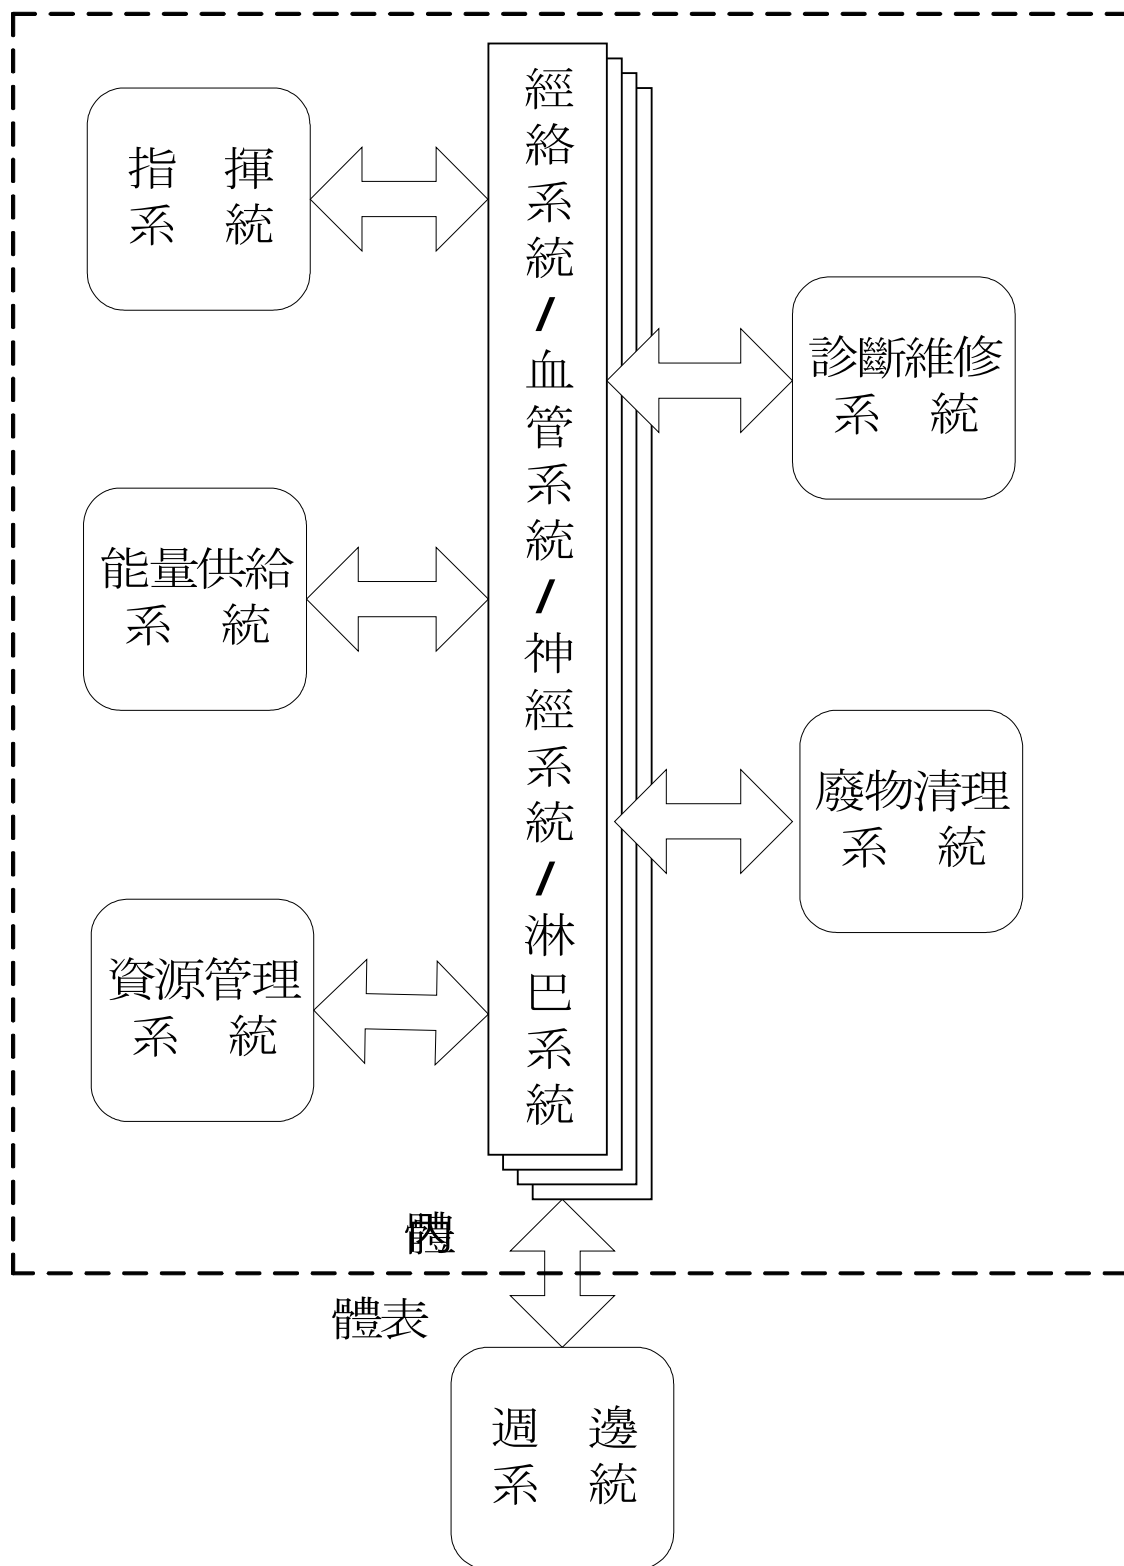 經絡系統/血管系統/神經系統/淋巴系統
指 揮
系 統
診斷維修
系 統
能量供給
系 統
廢物清理
系 統
資源管理
系 統
體內
體表
週 邊
系 統